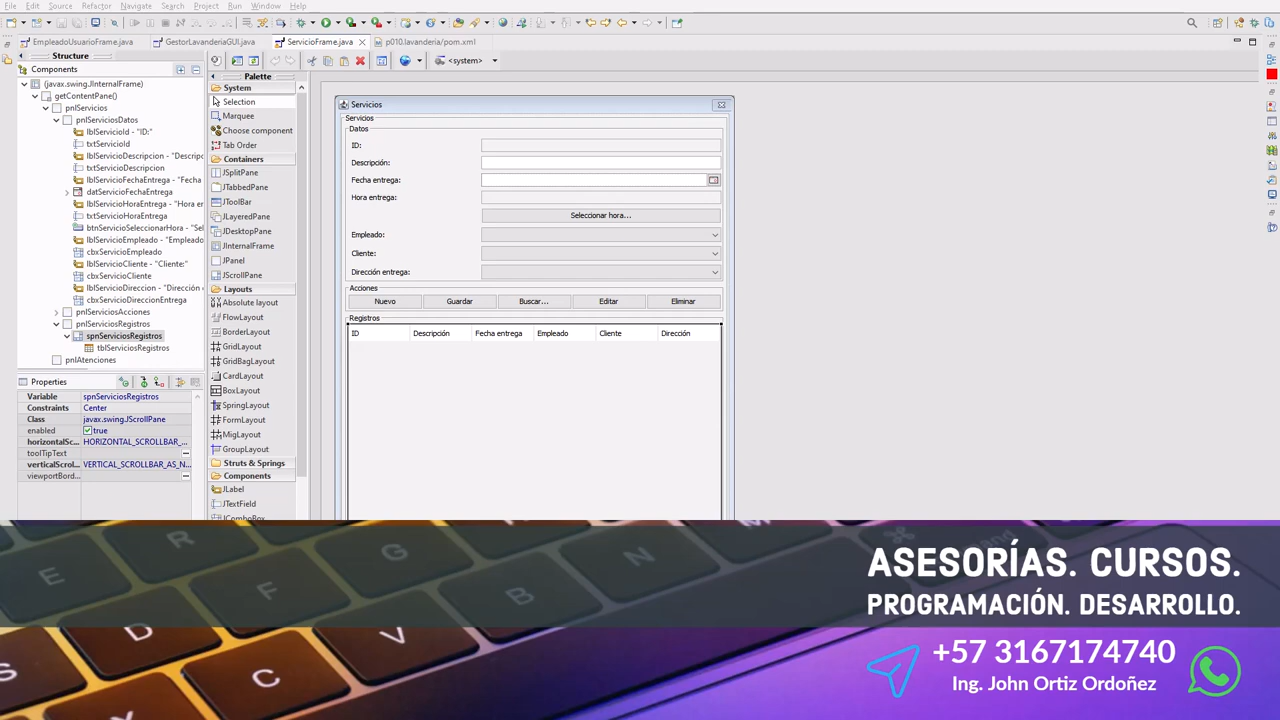 File Edit Source Refactor Navigate Search Project Run Window Help
EmpleadoUsuarioFrame.java GestorLavanderiaGUI.java ServicioFrame.java p010.lavanderia/pom.xml
Structure
Components
(javax.swing.JInternalFrame)
getContentPane()
pnlServicios
pnlServiciosDatos
lblServicioId - "ID:"
txtServicioId
lblServicioDescripcion - "Descripc
txtServicioDescripcion
lblServicioFechaEntrega - "Fecha
datServicioFechaEntrega
lblServicioHoraEntrega - "Hora e
txtServicioHoraEntrega
btnServicioSeleccionarHora - "Sel
lblServicioEmpleado - "Empleado
cbxServicioEmpleado
lblServicioCliente - "Cliente:"
cbxServicioCliente
lblServicioDireccion - "Dirección
cbxServicioDireccionEntrega
pnlServiciosAcciones
pnlServiciosRegistros
spnServiciosRegistros
tblServiciosRegistros
pnlAtenciones
Properties
Variable spnServiciosRegistros
Constraints Center
Class javax.swing.JScrollPane
enabled true
horizontalSc... HORIZONTAL_SCROLLBAR_...
toolTipText
verticalScrol... VERTICAL_SCROLLBAR_AS_N...
viewportBord...
<system>
Palette
System
Selection
Marquee
Choose component
Tab Order
Containers
JSplitPane
JTabbedPane
JToolBar
JLayeredPane
JDesktopPane
JInternalFrame
JPanel
JScrollPane
Layouts
Absolute layout
FlowLayout
BorderLayout
GridLayout
GridBagLayout
CardLayout
BoxLayout
SpringLayout
FormLayout
MigLayout
GroupLayout
Struts & Springs
Components
JLabel
JTextField
JComboBox
Servicios
Servicios
Datos
ID:
Descripción:
Fecha entrega:
Hora entrega:
Seleccionar hora...
Empleado:
Cliente:
Dirección entrega:
Acciones
Nuevo Guardar Buscar... Editar Eliminar
Registros
ID Descripción Fecha entrega Empleado Cliente Dirección
ASESORÍAS. CURSOS.
PROGRAMACIÓN. DESARROLLO.
+57 3167174740
Ing. John Ortiz Ordoñez